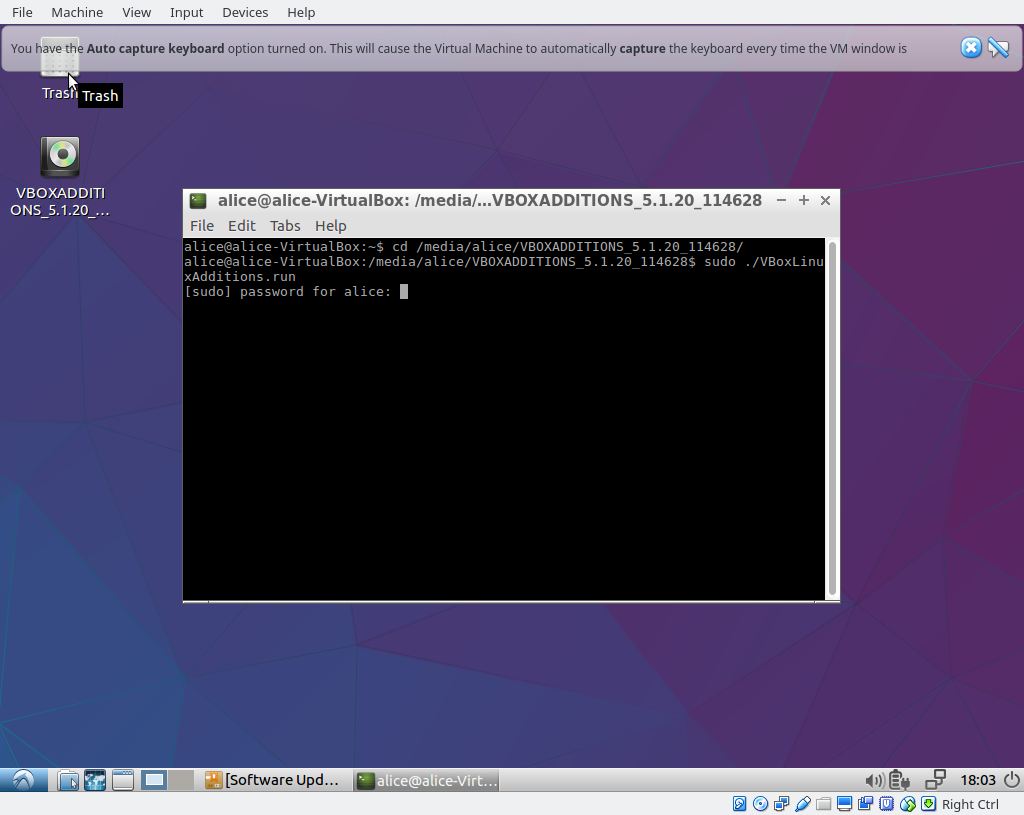 File Machine View Input Devices Help
You have the Auto capture keyboard option turned on. This will cause the Virtual Machine to automatically capture the keyboard every time the VM window is
Trash
Trash
VBOXADDITI
ONS_5.1.20_...
alice@alice-VirtualBox: /media/...VBOXADDITIONS_5.1.20_114628
File Edit Tabs Help
alice@alice-VirtualBox:~$ cd /media/alice/VBOXADDITIONS_5.1.20_114628/
alice@alice-VirtualBox:/media/alice/VBOXADDITIONS_5.1.20_114628$ sudo ./VBoxLinu
xAdditions.run
[sudo] password for alice:
[Software Upd...
alice@alice-Virt...
18:03
Right Ctrl